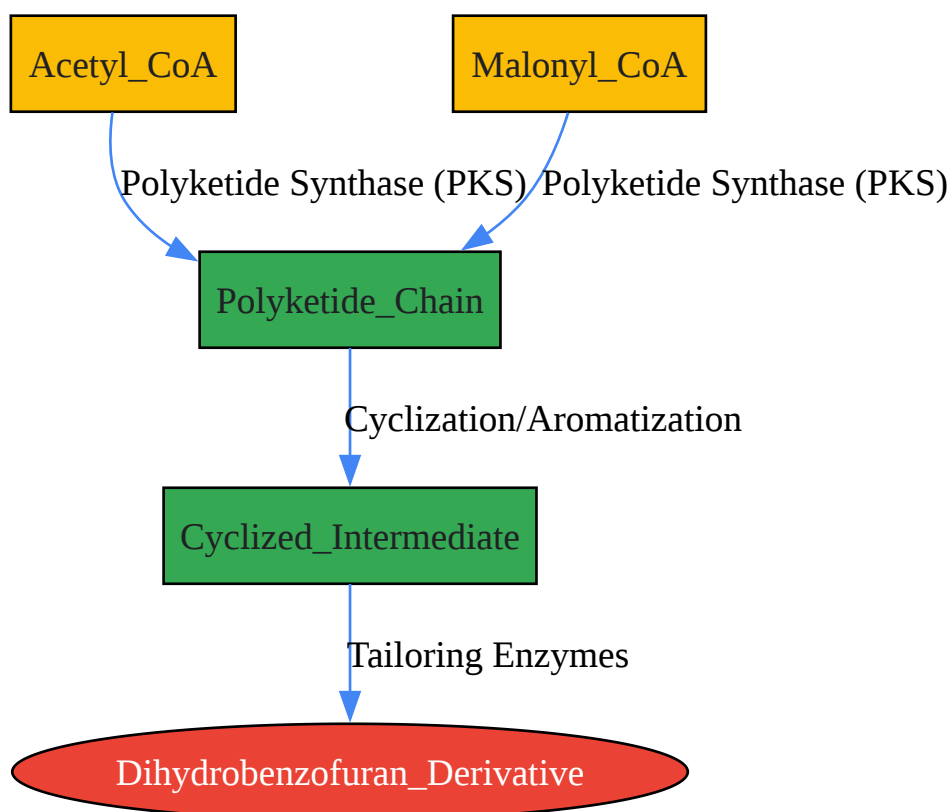 Acetyl_CoA
Malonyl_CoA
Polyketide Synthase (PKS)
Polyketide Synthase (PKS)
Polyketide_Chain
Cyclization/Aromatization
Cyclized_Intermediate
Tailoring Enzymes
Dihydrobenzofuran_Derivative